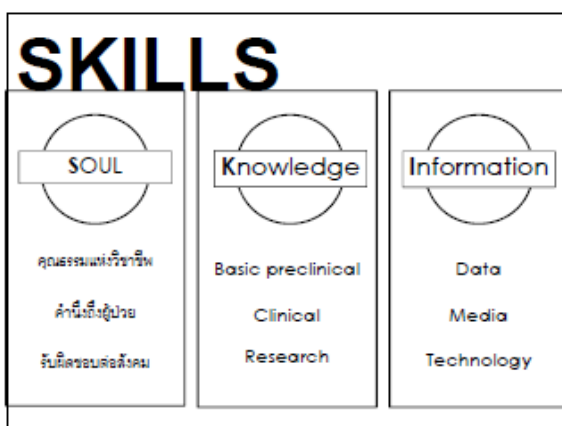 SKILLS
SOUL
คุณธรรมแห่งวิชาชีพ
คำนึงถึงผู้ป่วย
รับผิดชอบต่อสังคม
Knowledge
Basic preclinical
Clinical
Research
Information
Data
Media
Technology